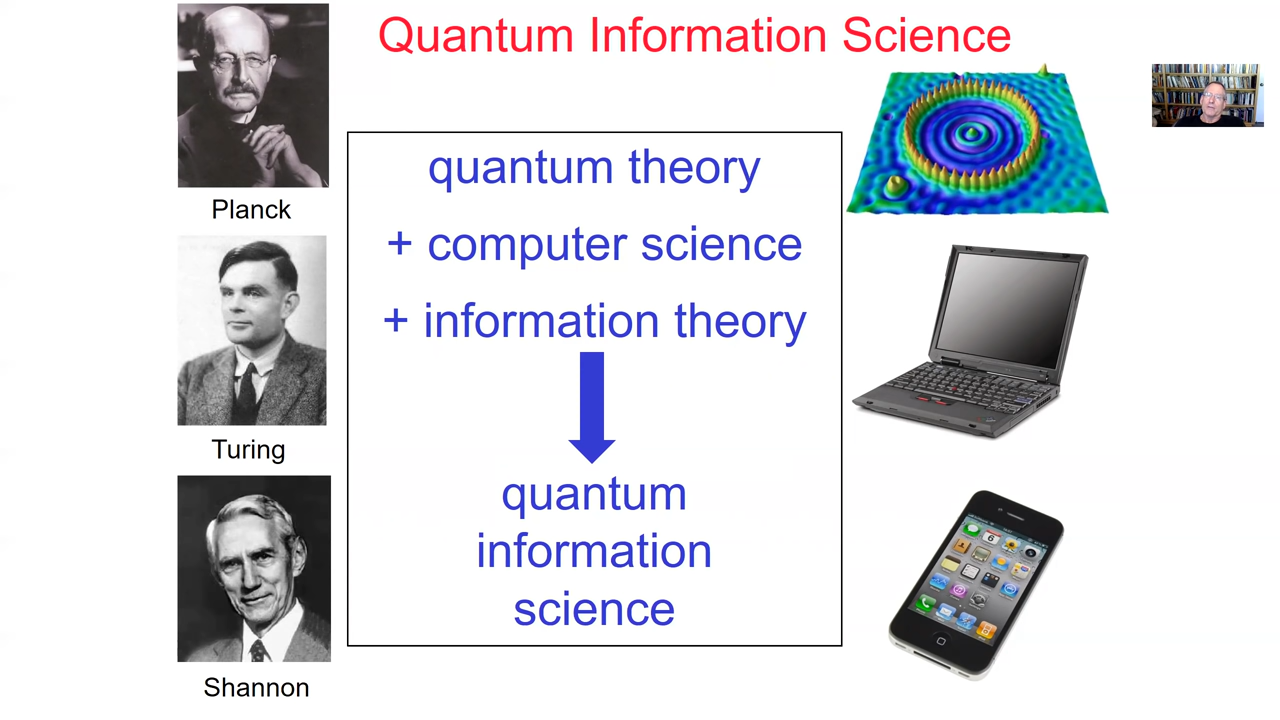 Quantum Information Science
Planck
quantum theory
+ computer science
+ information theory
Turing
quantum
information
science
Shannon